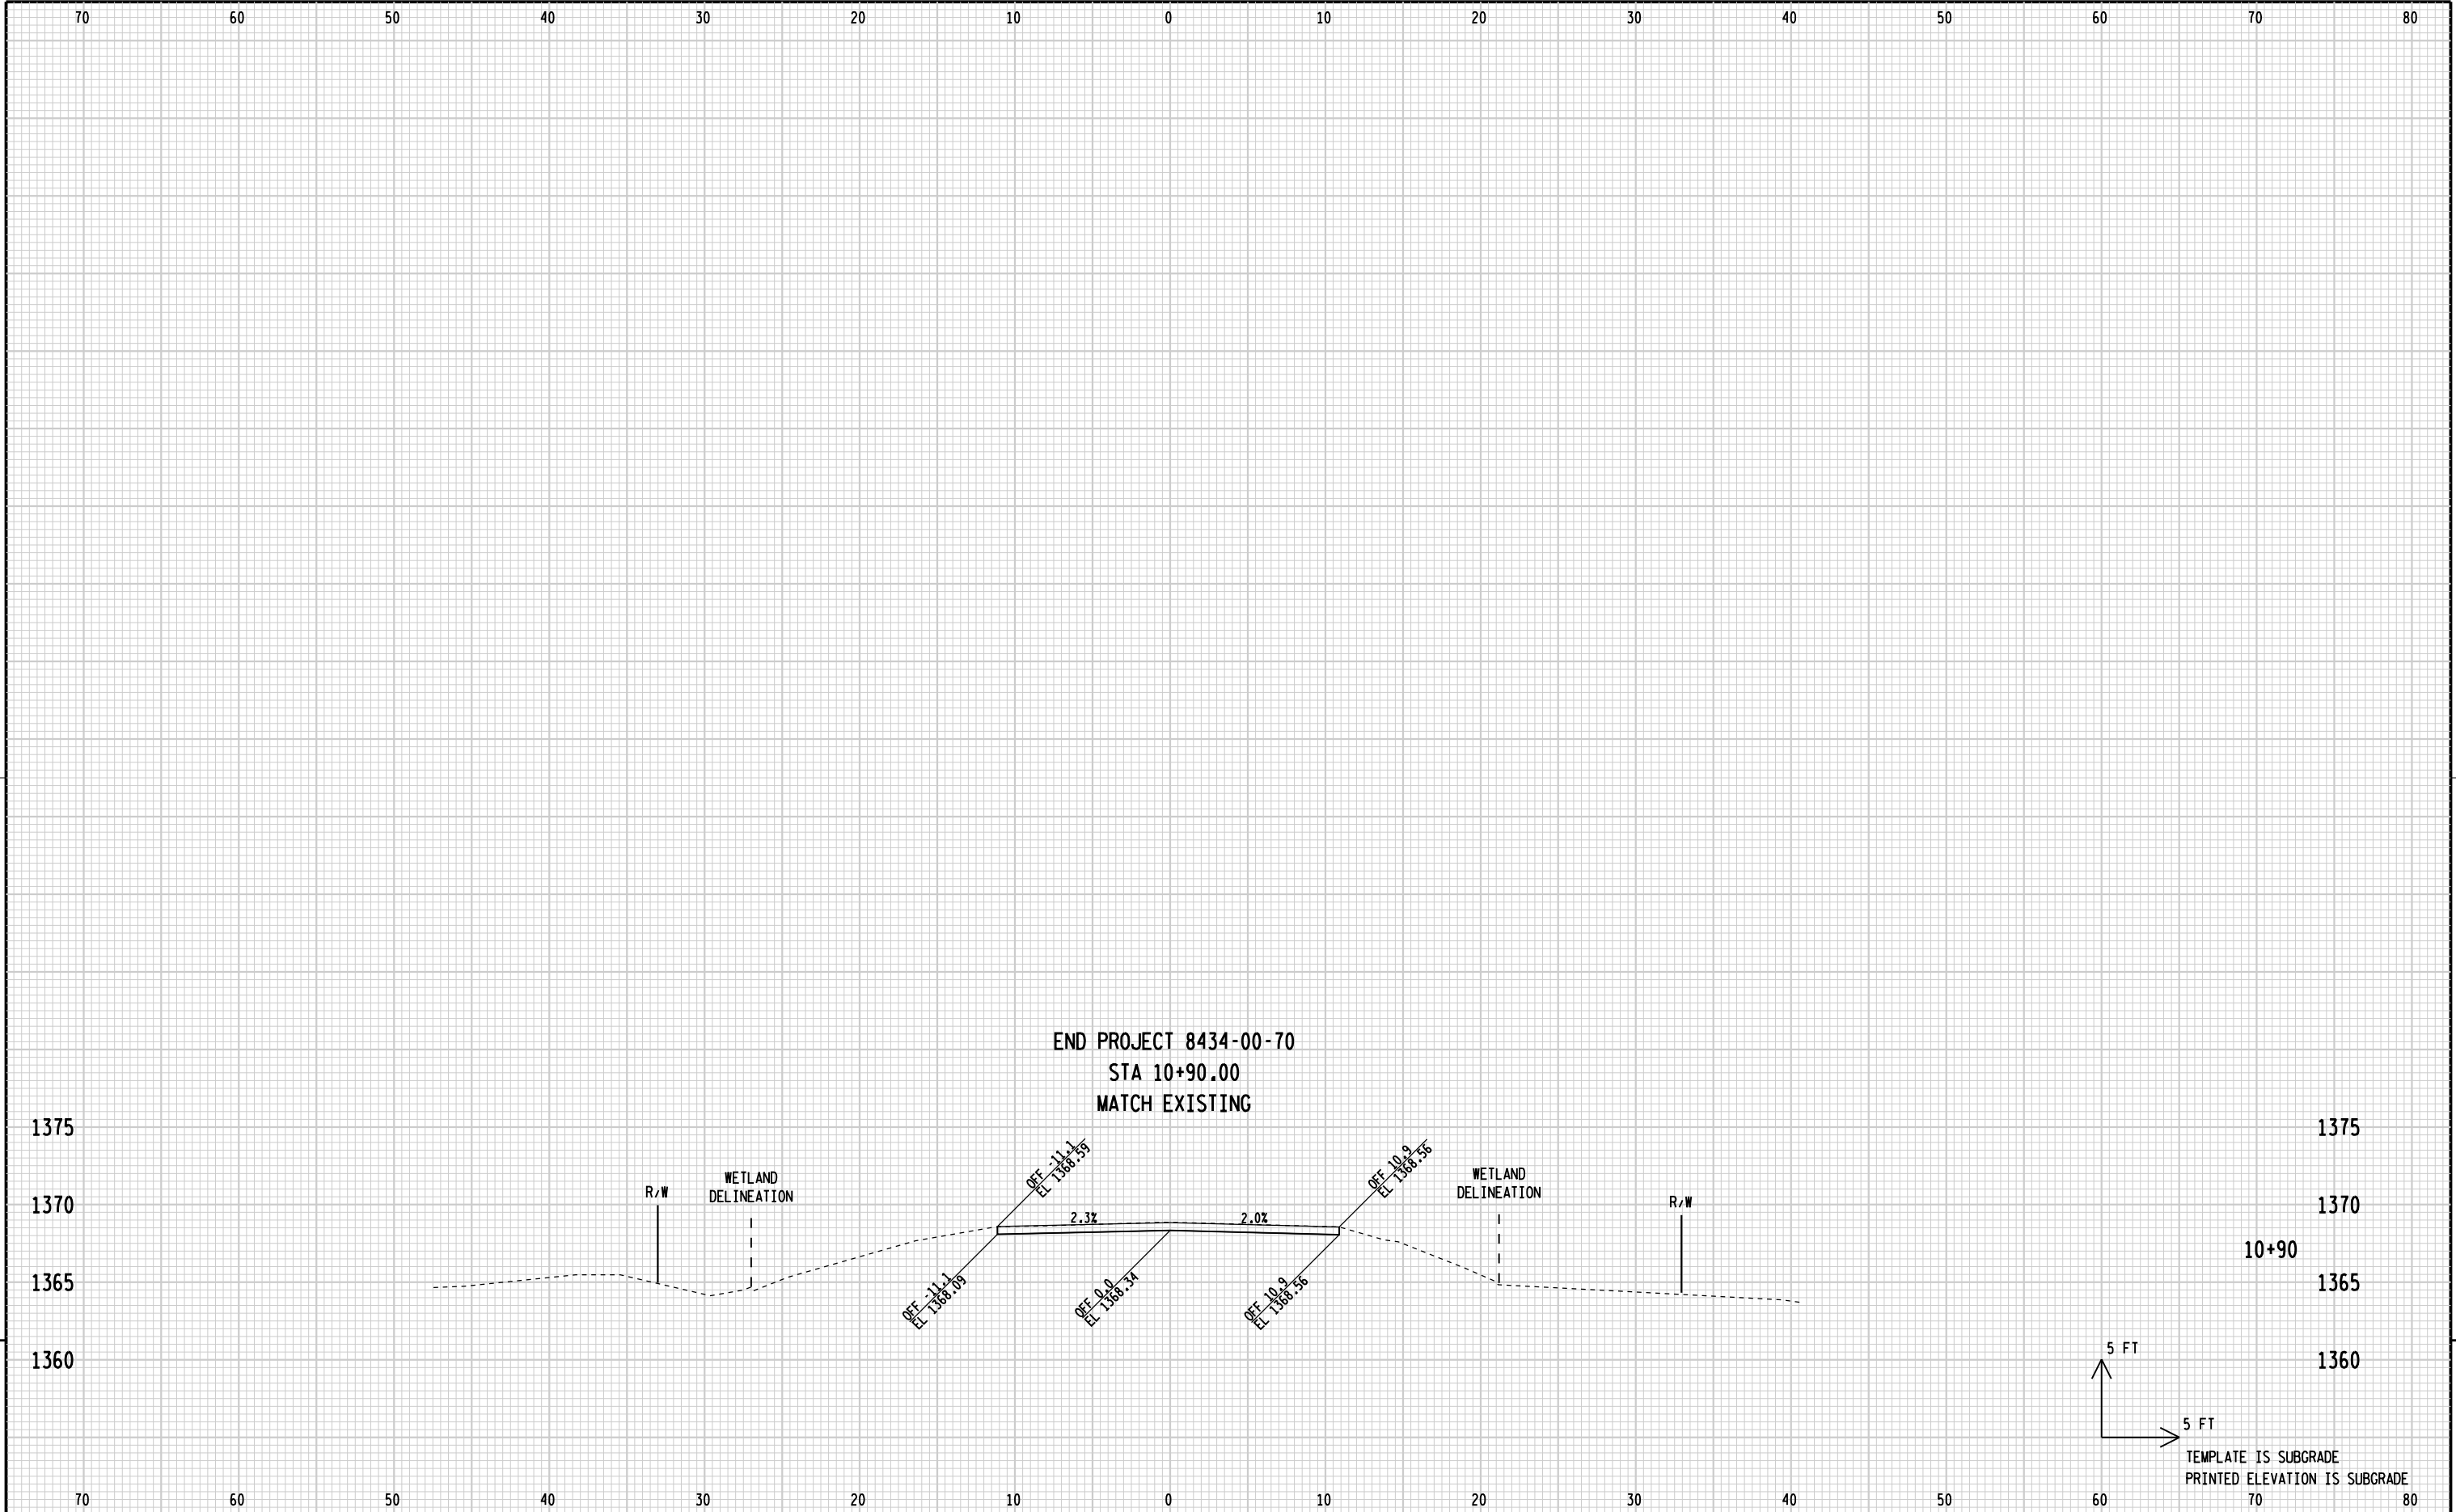 70 60 50 40 30 20 10 0 10 20 30 40 50 60 70 80
END PROJECT 8434-00-70
STA 10+90.00
MATCH EXISTING
1375 1375
OFF -11.1
EL 1368.59
OFF 10.9
EL 1368.56
WETLAND
DELINEATION
WETLAND
DELINEATION
R/W
R/W
1370 1370
2.3% 2.0%
10+90
1365 1365
OFF -11.1
EL 1368.09
OFF 0.0
EL 1368.34
OFF 10.9
EL 1368.56
1360 1360
5 FT
5 FT
TEMPLATE IS SUBGRADE
PRINTED ELEVATION IS SUBGRADE
70 60 50 40 30 20 10 0 10 20 30 40 50 60 70 80